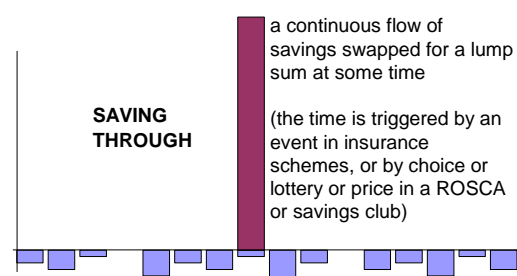 SAVING
THROUGH
a continuous flow of
savings swapped for a lump
sum at some time
(the time is triggered by an
event in insurance
schemes, or by choice or
lottery or price in a ROSCA
or savings club)